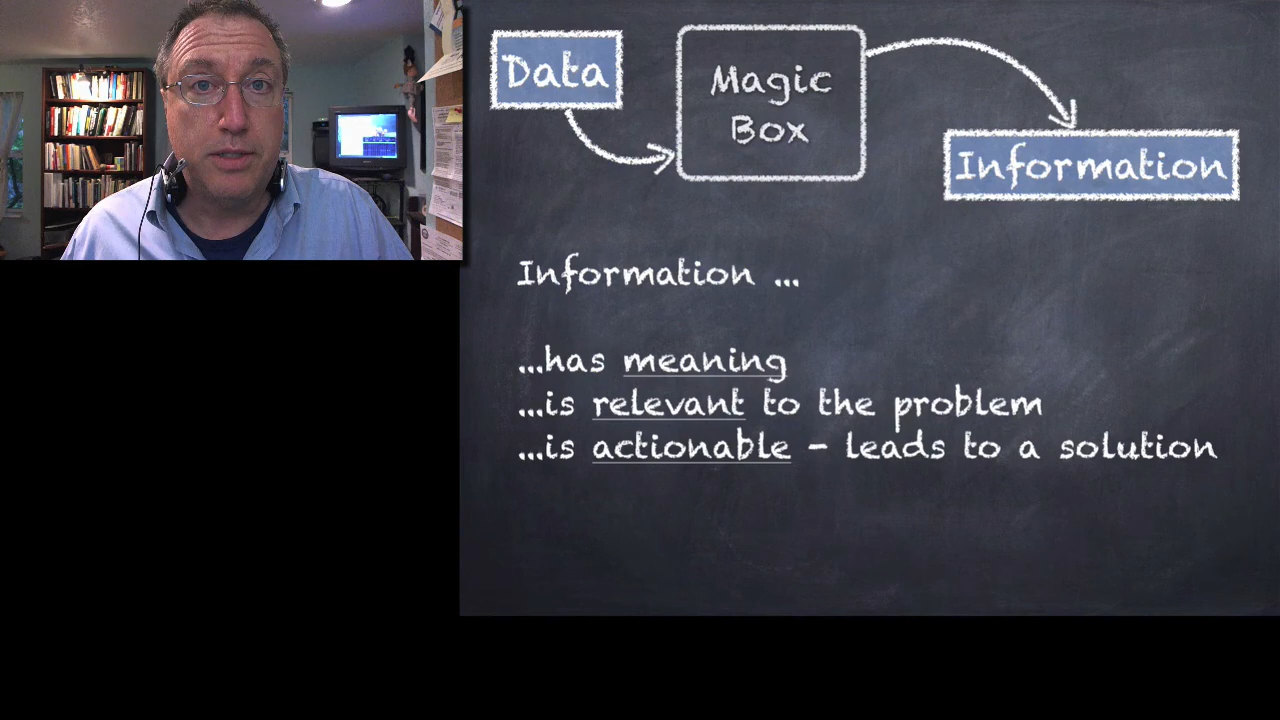 Data
Magic
Box
Information
Information ...
...has meaning
...is relevant to the problem
...is actionable - leads to a solution